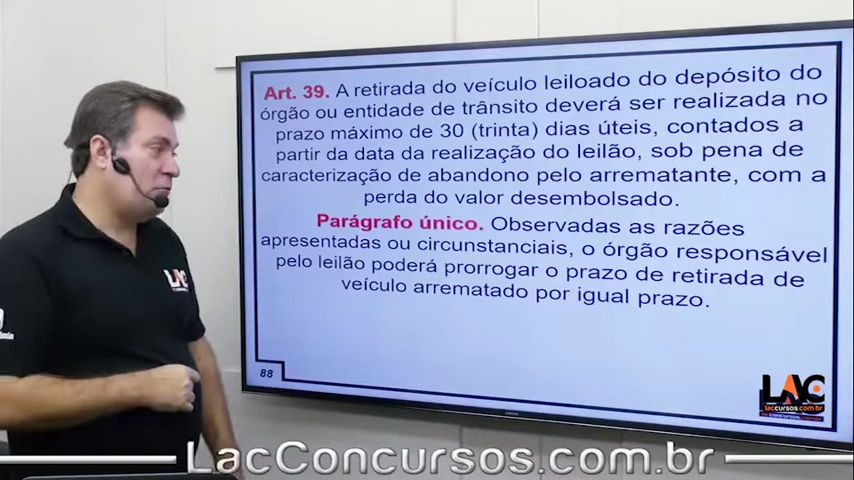 Art. 39. A retirada do veículo leiloado do depósito do
órgão ou entidade de trânsito deverá ser realizada no
prazo máximo de 30 (trinta) dias úteis, contados a
partir da data da realização do leilão, sob pena de
caracterização de abandono pelo arrematante, com a
perda do valor desembolsado.
Parágrafo único. Observadas as razões
apresentadas ou circunstanciais, o órgão responsável
pelo leilão poderá prorrogar o prazo de retirada de
veículo arrematado por igual prazo.
88
LAC
LAC
laccursos.com.br
LacConcursos.com.br